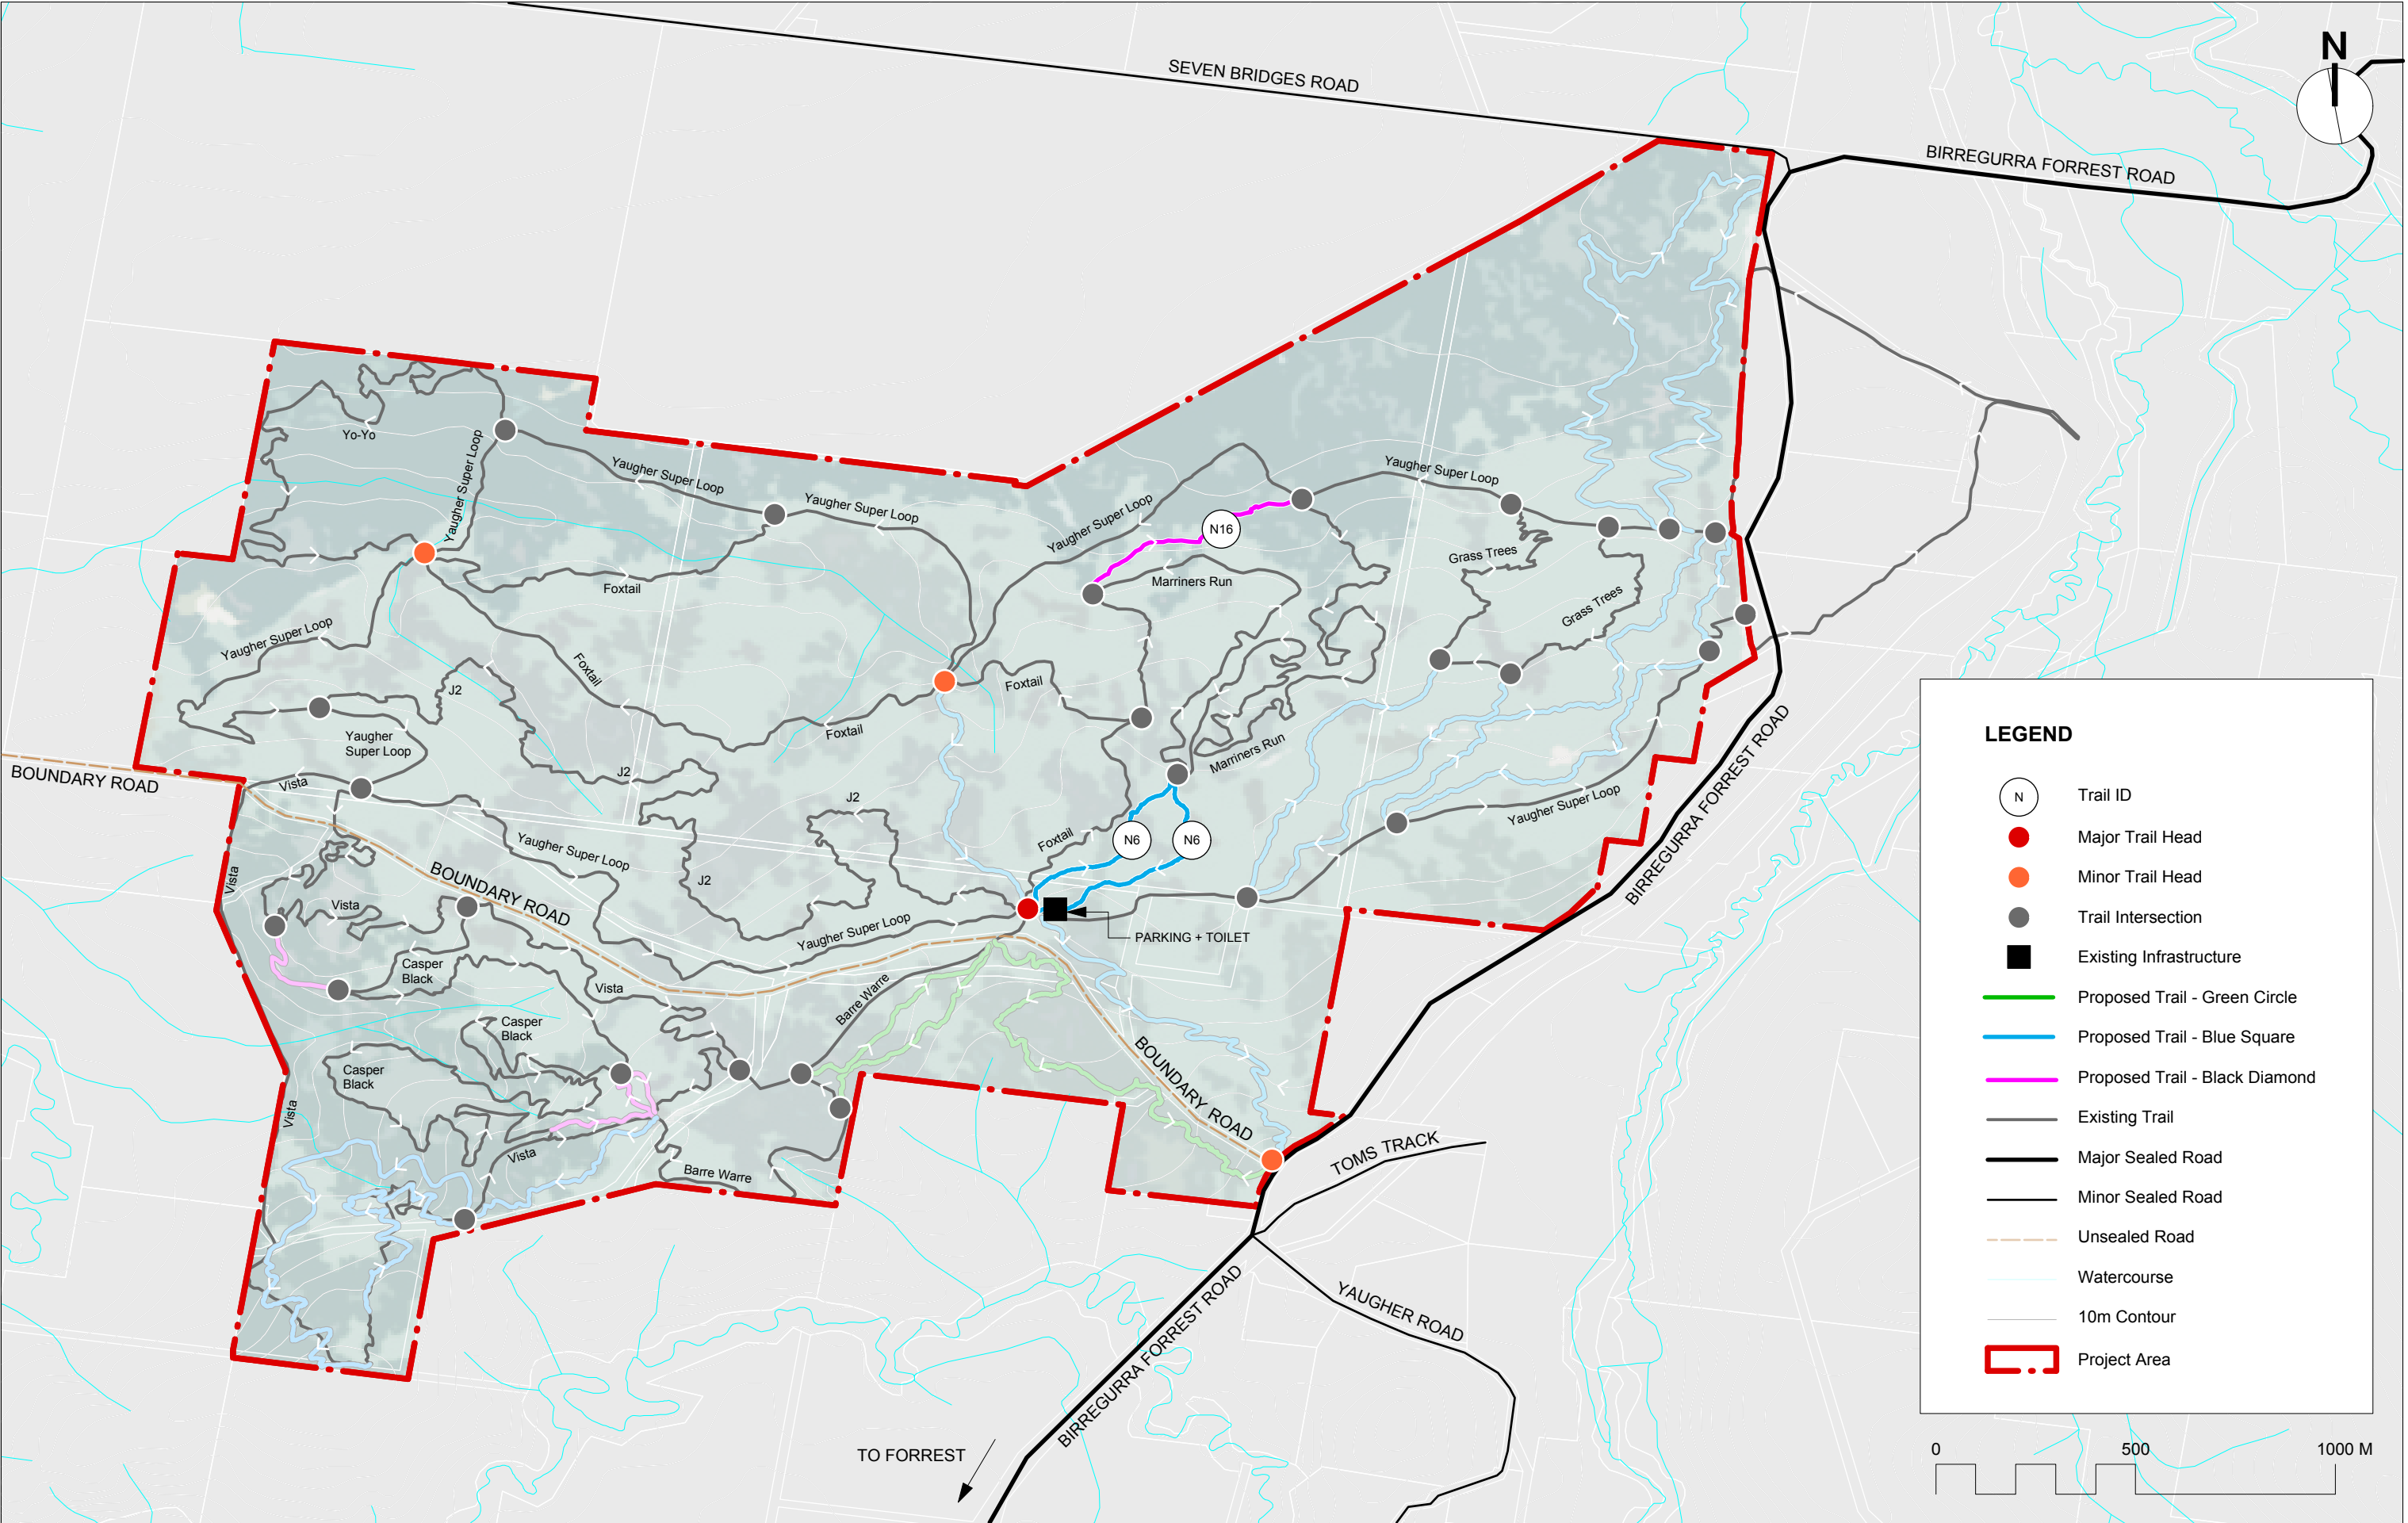 N
SEVEN BRIDGES ROAD
BIRREGURRA FORREST ROAD
Yo-Yo
Yaugher Super Loop
Yaugher Super Loop
Yaugher Super Loop
Yaugher Super Loop
Yaugher Super Loop
N16
Grass Trees
Marriners Run
Foxtail
Grass Trees
Yaugher Super Loop
Foxtail
Foxtail
J2
Foxtail
Yaugher
Super Loop
Marriners Run
J2
BOUNDARY ROAD
Vista
J2
Yaugher Super Loop
BIRREGURRA FORREST ROAD
Foxtail
N6
N6
Yaugher Super Loop
BOUNDARY ROAD
Vista
J2
Vista
Yaugher Super Loop
PARKING + TOILET
Casper
Black
Vista
Barre Warre
Casper
Black
Casper
Black
Vista
BOUNDARY ROAD
Vista
Barre Warre
TOMS TRACK
YAUGHER ROAD
BIRREGURRA FORREST ROAD
TO FORREST
LEGEND
N
Trail ID
Major Trail Head
Minor Trail Head
Trail Intersection
Existing Infrastructure
Proposed Trail - Green Circle
Proposed Trail - Blue Square
Proposed Trail - Black Diamond
Existing Trail
Major Sealed Road
Minor Sealed Road
Unsealed Road
Watercourse
10m Contour
Project Area
0 500 1000 M